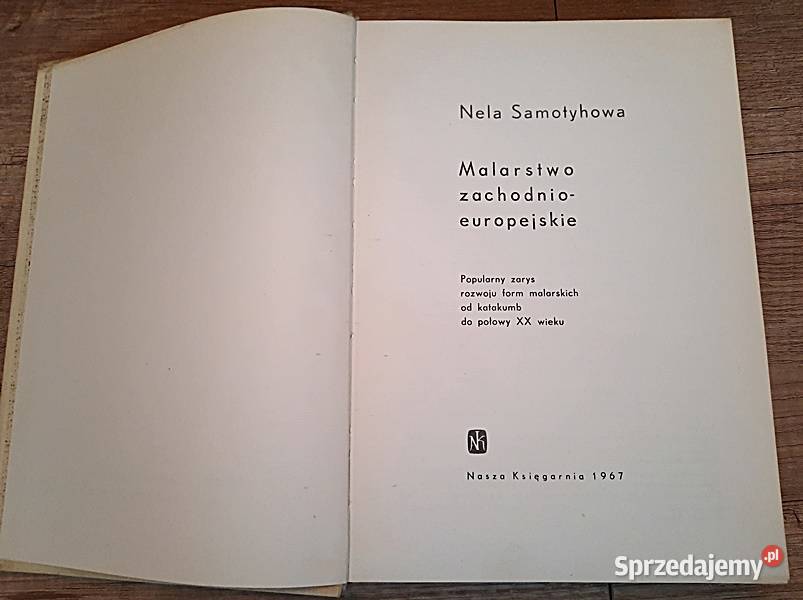 Nela Samotyhowa
Malarstwo
zachodnio-
europejskie
Popularny zarys
rozwoju form malarskich
od katakumb
do połowy XX wieku
NK
Nasza Księgarnia 1967
Sprzedajemy.pl